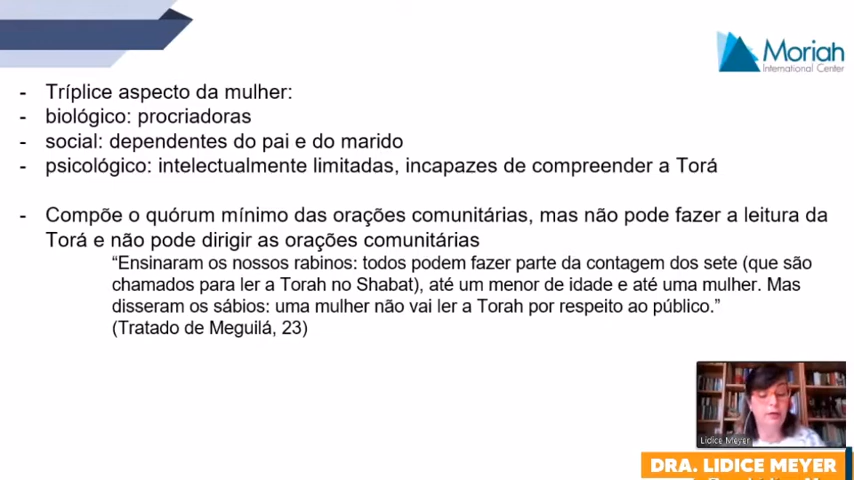 Moriah
International Center
- Tríplice aspecto da mulher:
- biológico: procriadoras
- social: dependentes do pai e do marido
- psicológico: intelectualmente limitadas, incapazes de compreender a Torá
- Compõe o quórum mínimo das orações comunitárias, mas não pode fazer a leitura da
Torá e não pode dirigir as orações comunitárias
“Ensinaram os nossos rabinos: todos podem fazer parte da contagem dos sete (que são
chamados para ler a Torah no Shabat), até um menor de idade e até uma mulher. Mas
disseram os sábios: uma mulher não vai ler a Torah por respeito ao público.”
(Tratado de Meguilá, 23)
Lidice Meyer
DRA. LIDICE MEYER